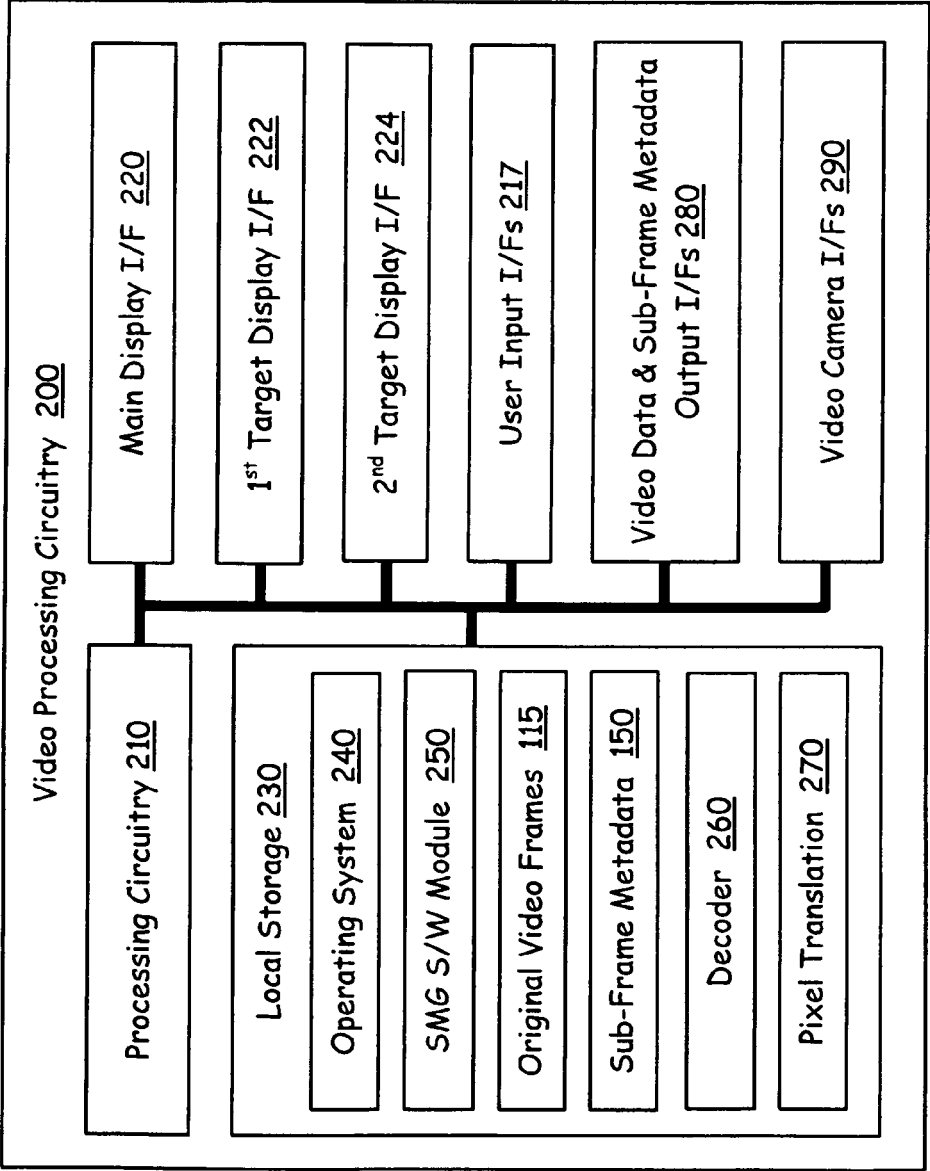 Video Processing Circuitry 200
Processing Circuitry 210
Local Storage 230
Operating System 240
SMG S/W Module 250
Original Video Frames 115
Sub-Frame Metadata 150
Decoder 260
Pixel Translation 270
Main Display I/F 220
1st Target Display I/F 222
2nd Target Display I/F 224
User Input I/Fs 217
Video Data & Sub-Frame Metadata
Output I/Fs 280
Video Camera I/Fs 290